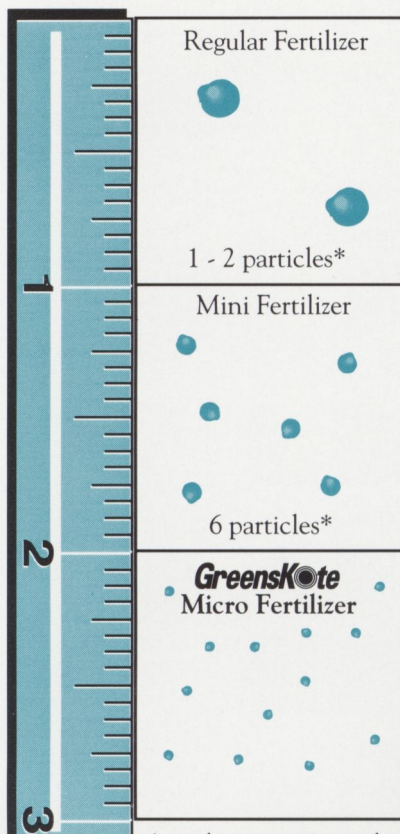 Regular Fertilizer
1 - 2 particles*
1
Mini Fertilizer
6 particles*
2
GreensKote
Micro Fertilizer
3